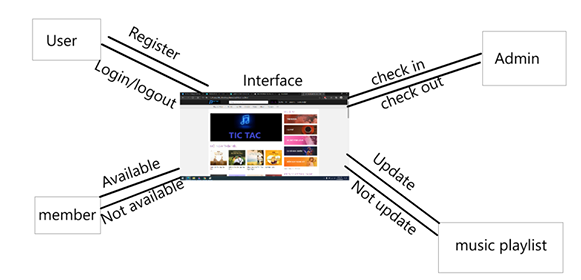 User
Register
Login/logout
Interface
check in
check out
Admin
TIC TAC
Available
Not available
member
Update
Not update
music playlist